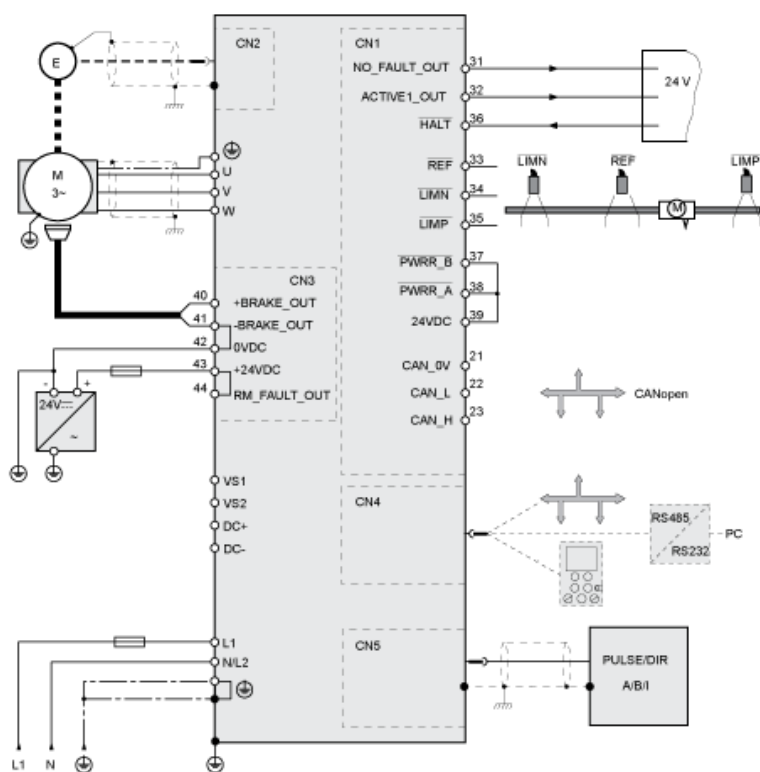 CN2
CN1
E
NO_FAULT_OUT 31
ACTIVE1_OUT 32
HALT 36
24 V
REF 33
LIMN 34
LIMP 35
LIMN REF LIMP
M
M
3~
U
V
W
PWRR_B 37
PWRR_A 38
24VDC 39
CN3
40 +BRAKE_OUT
41 -BRAKE_OUT
42 0VDC
43 +24VDC
44 RM_FAULT_OUT
- +
24V
~
CAN_0V 21
CAN_L 22
CAN_H 23
CANopen
VS1
VS2
DC+
DC-
CN4
RS485
RS232
PC
L1
N/L2
CN5
PULSE/DIR
A/B/I
L1 N